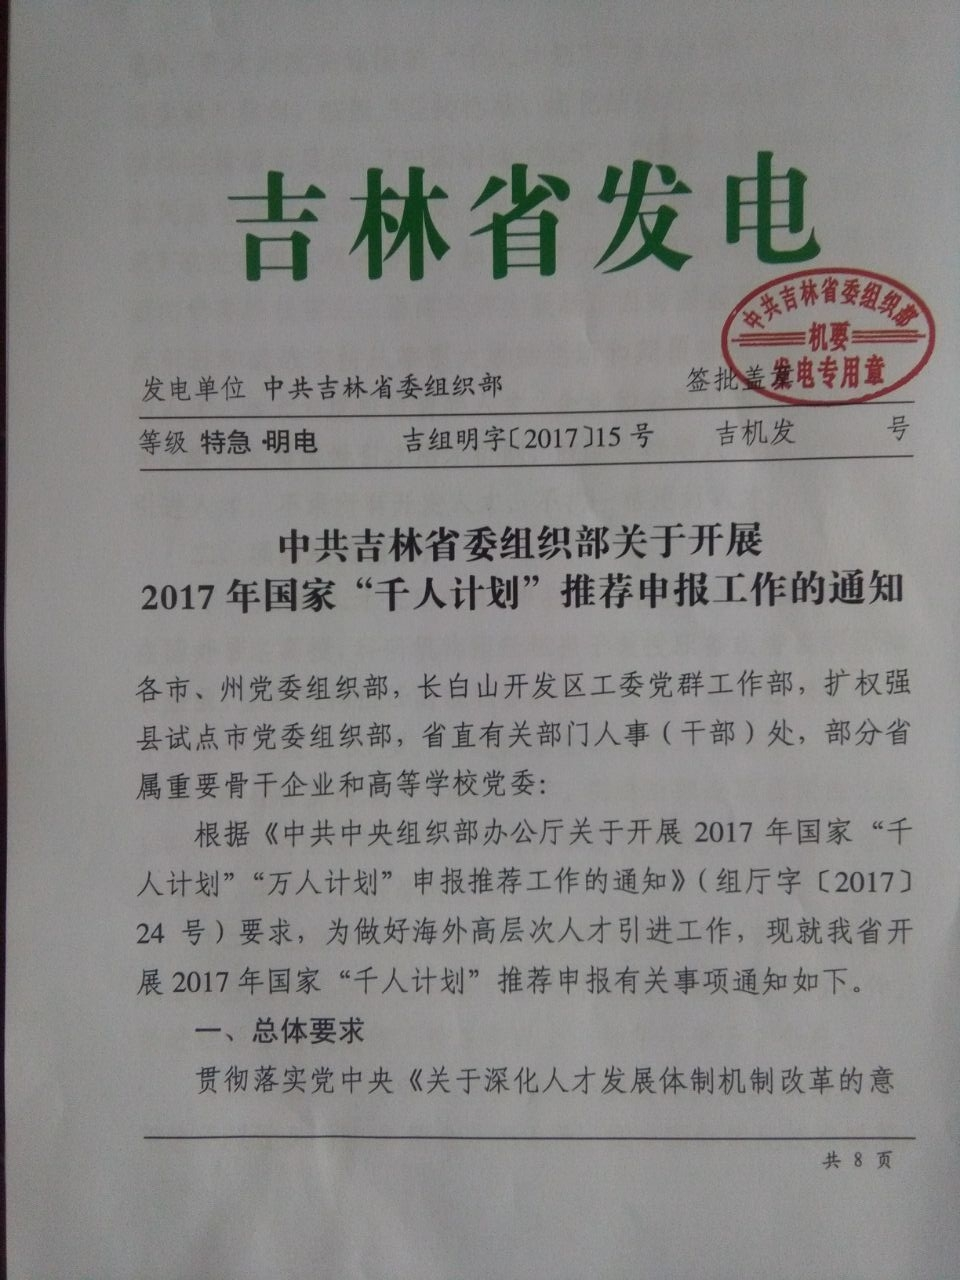 吉林省发电
中共吉林省委组织部
机要
发电专用章
发电单位 中共吉林省委组织部 签批盖章
等级 特急·明电 吉组明字〔2017〕15 号 吉机发 号
中共吉林省委组织部关于开展
2017 年国家“千人计划”推荐申报工作的通知
各市、州党委组织部，长白山开发区工委党群工作部，扩权强
县试点市党委组织部，省直有关部门人事（干部）处，部分省
属重要骨干企业和高等学校党委：
根据《中共中央组织部办公厅关于开展 2017 年国家“千
人计划”“万人计划”申报推荐工作的通知》（组厅字〔2017〕
24 号）要求，为做好海外高层次人才引进工作，现就我省开
展 2017 年国家“千人计划”推荐申报有关事项通知如下。
一、总体要求
贯彻落实党中央《关于深化人才发展体制机制改革的意
共 8 页